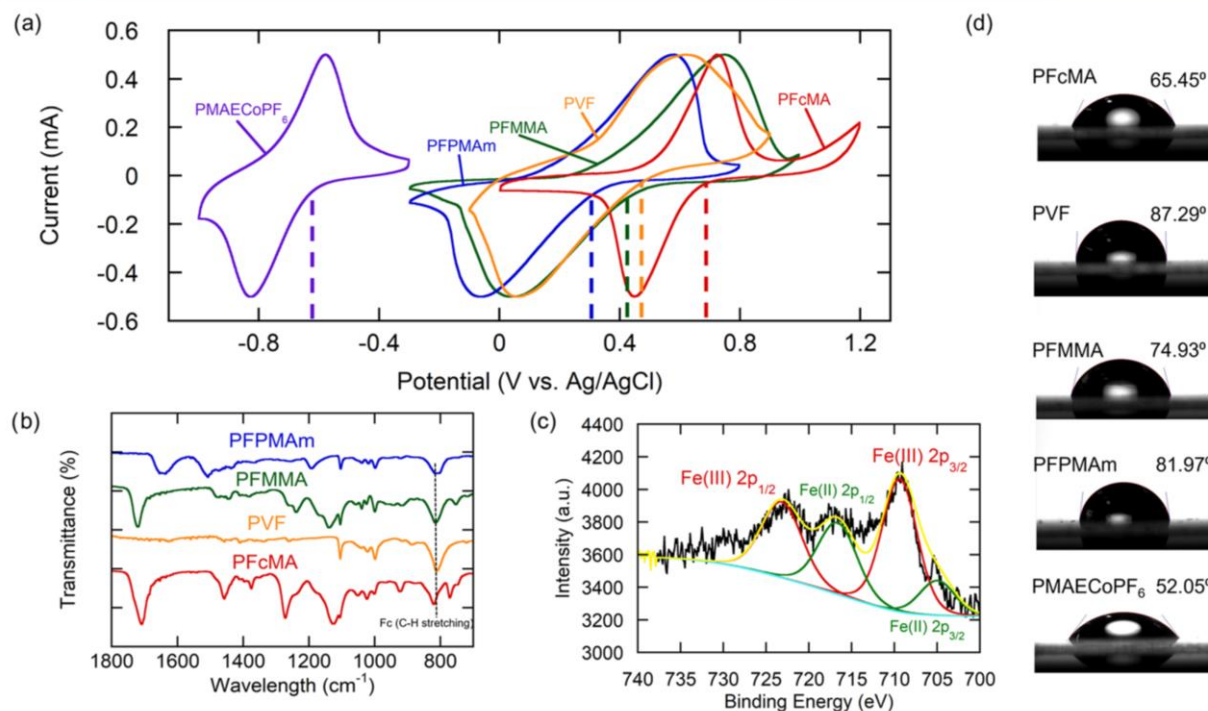 (a)
0.6
0.4
0.2
0
-0.2
-0.4
-0.6
Current (mA)
PMAECoPF6
PFPMAm
PVF
PFMMA
PFcMA
-0.8
-0.4
0
0.4
0.8
1.2
Potential (V vs. Ag/AgCl)
(b)
Transmittance (%)
PFPMAm
PFMMA
PVF
PFcMA
Fc (C-H stretching)
1800
1600
1400
1200
1000
800
Wavelength (cm-1)
(c)
Intensity (a.u.)
4400
4200
4000
3800
3600
3400
3200
3000
Fe(III) 2p1/2
Fe(II) 2p1/2
Fe(III) 2p3/2
Fe(II) 2p3/2
740
735
730
725
720
715
710
705
700
Binding Energy (eV)
(d)
PFcMA 65.45º
PVF 87.29º
PFMMA 74.93º
PFPMAm 81.97º
PMAECoPF6 52.05º